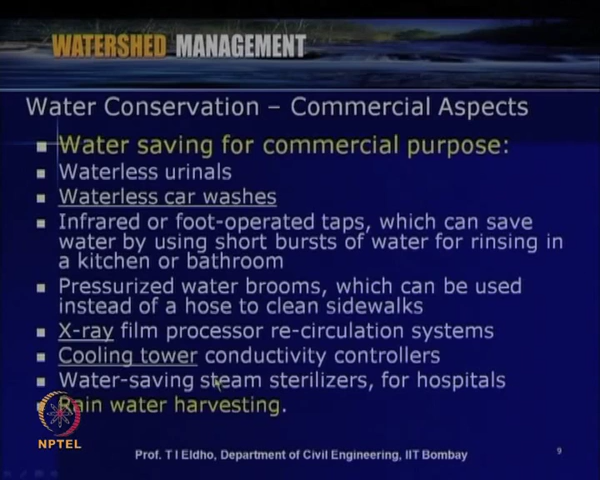 WATERSHED MANAGEMENT
Water Conservation – Commercial Aspects
Water saving for commercial purpose:
Waterless urinals
Waterless car washes
Infrared or foot-operated taps, which can save
water by using short bursts of water for rinsing in
a kitchen or bathroom
Pressurized water brooms, which can be used
instead of a hose to clean sidewalks
X-ray film processor re-circulation systems
Cooling tower conductivity controllers
Water-saving steam sterilizers, for hospitals
Rain water harvesting.
NPTEL
Prof. T I Eldho, Department of Civil Engineering, IIT Bombay
9